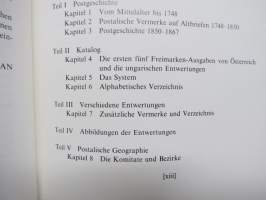 Teil I Postgeschichte
Kapitel 1 Vom Mittelalter bis 1748
Kapitel 2 Postalische Vermerke auf Altbriefen 1740-1850
Kapitel 3 Postgeschichte 1850-1867
Teil II Katalog
Kapitel 4 Die ersten fünf Freimarken-Ausgaben von Österreich
und die ungarischen Entwertungen
Kapitel 5 Das System
Kapitel 6 Alphabetisches Verzeichnis
Teil III Verschiedene Entwertungen
Kapitel 7 Zusätzliche Vermerke und Verzeichnis
Teil IV Abbildungen der Entwertungen
Teil V Postalische Geographie
Kapitel 8 Die Komitate und Bezirke
[xiii]
AN